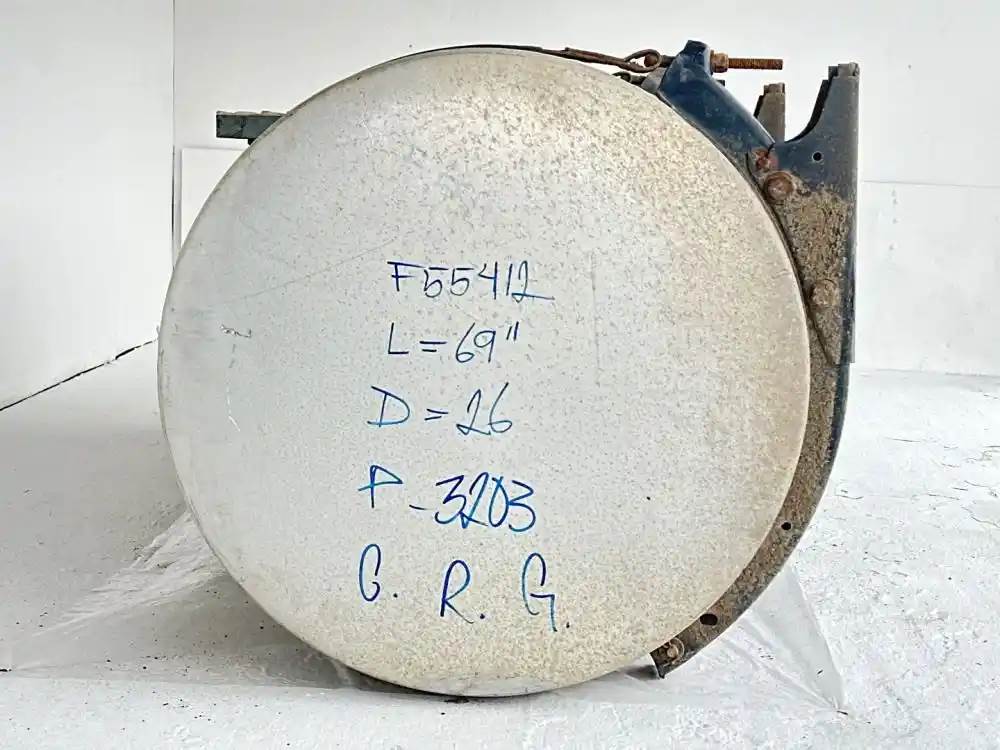 F55412
L = 69"
D = 26
P - 3203
G. R. G.